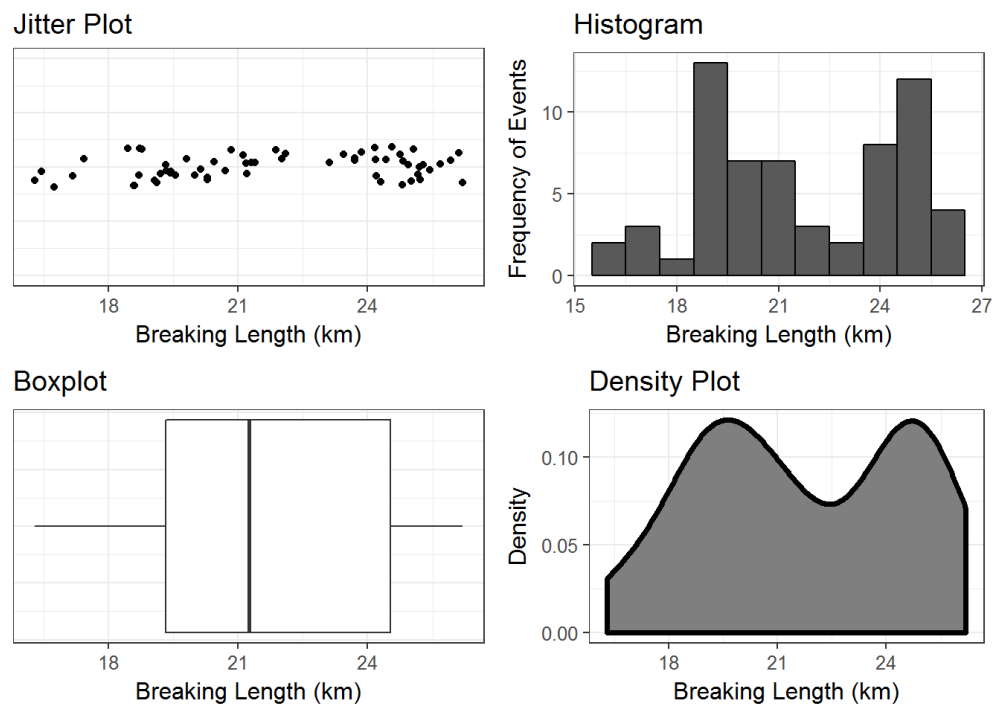 Jitter Plot
18 21 24
Breaking Length (km)
Histogram
Frequency of Events
10
5
0
15 18 21 24 27
Breaking Length (km)
Boxplot
18 21 24
Breaking Length (km)
Density Plot
Density
0.10
0.05
0.00
18 21 24
Breaking Length (km)